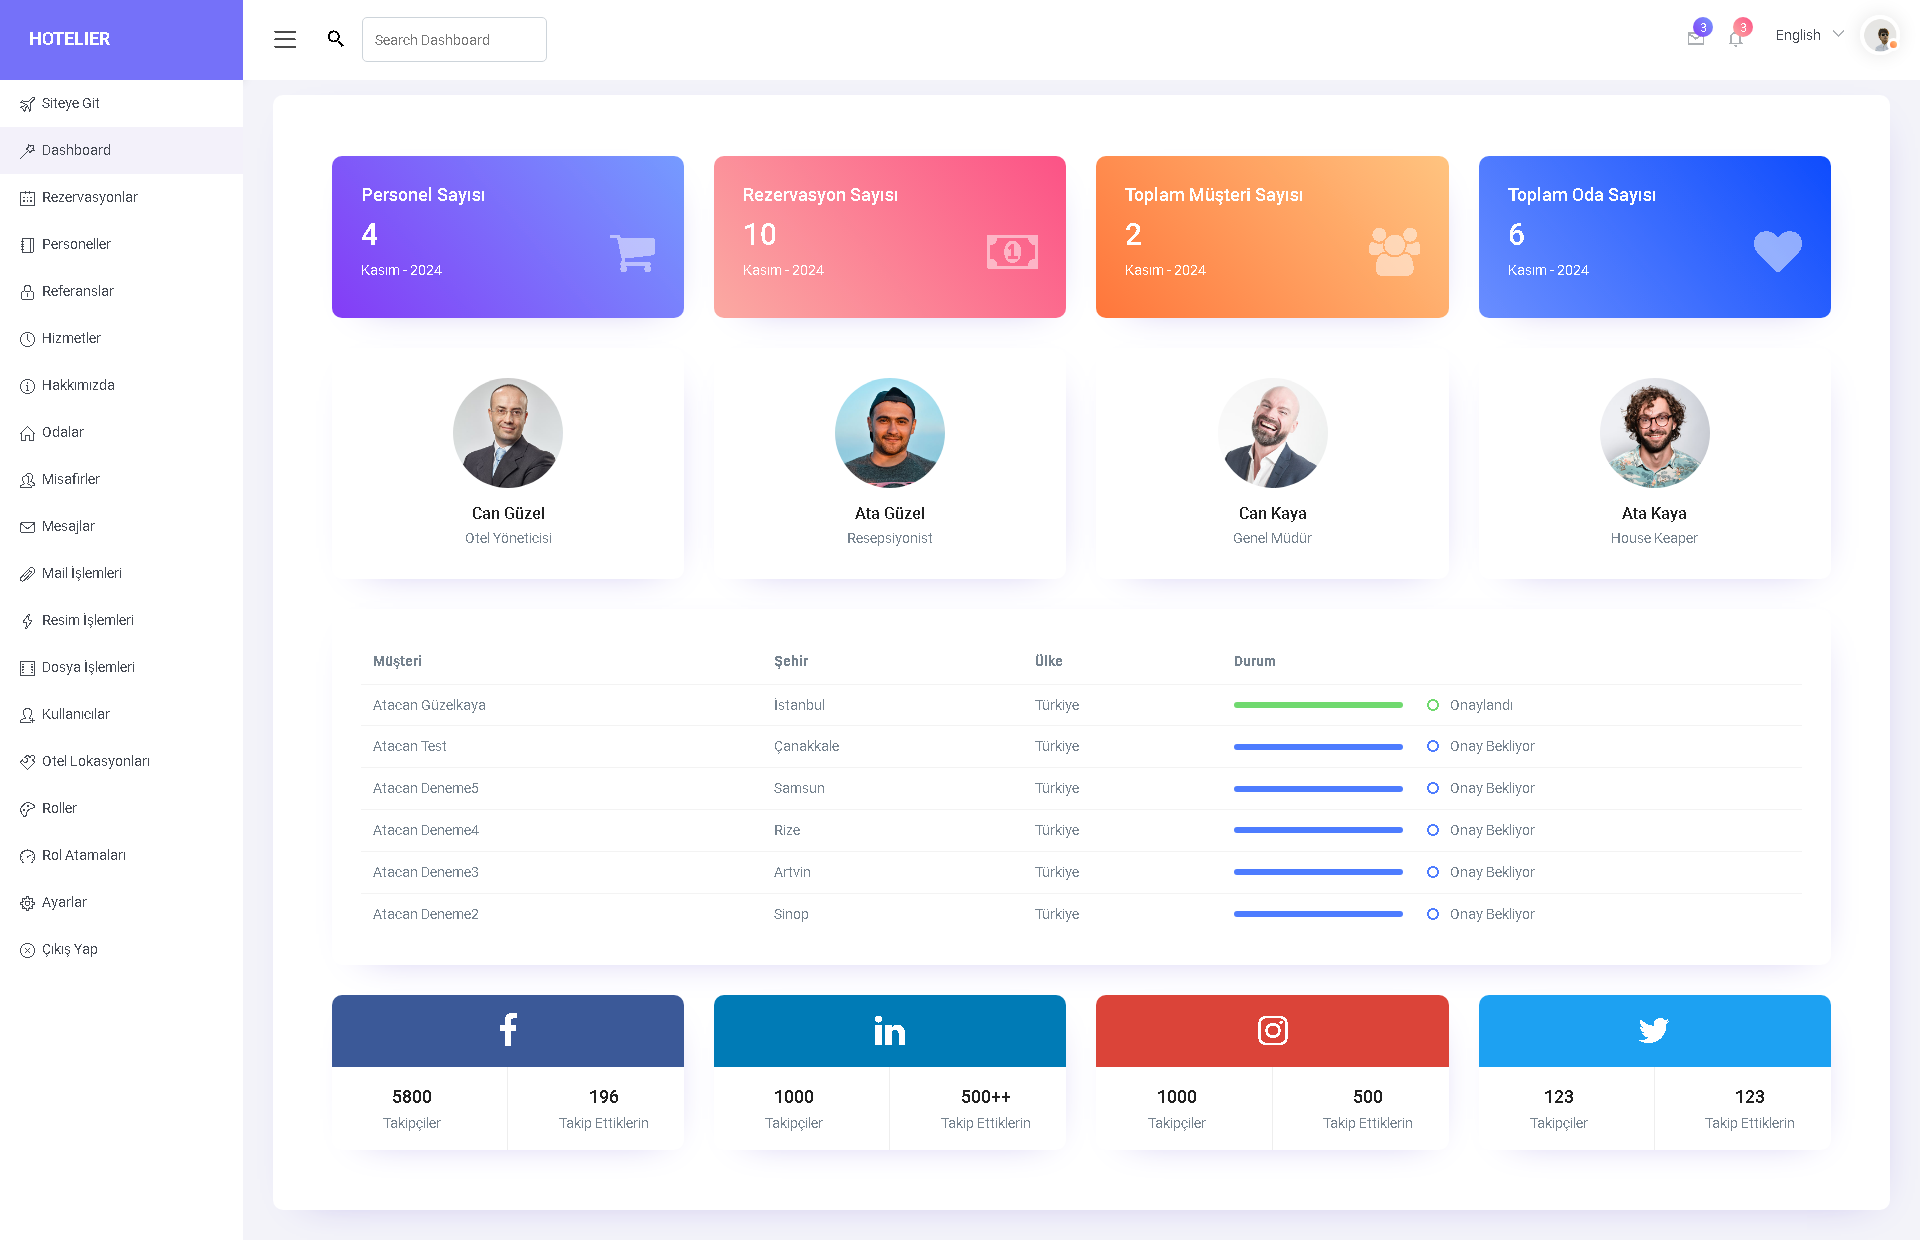 HOTELIER
Search Dashboard
3
3
English
Siteye Git
Dashboard
Rezervasyonlar
Personeller
Referanslar
Hizmetler
Hakkımızda
Odalar
Misafirler
Mesajlar
Mail İşlemleri
Resim İşlemleri
Dosya İşlemleri
Kullanıcılar
Otel Lokasyonları
Roller
Rol Atamaları
Ayarlar
Çıkış Yap
Personel Sayısı
4
Kasım - 2024
Rezervasyon Sayısı
10
Kasım - 2024
1
Toplam Müşteri Sayısı
2
Kasım - 2024
Toplam Oda Sayısı
6
Kasım - 2024
Can Güzel
Otel Yöneticisi
Ata Güzel
Resepsiyonist
Can Kaya
Genel Müdür
Ata Kaya
House Keaper
Müşteri Şehir Ülke Durum
Atacan Güzelkaya İstanbul Türkiye Onaylandı
Atacan Test Çanakkale Türkiye Onay Bekliyor
Atacan Deneme5 Samsun Türkiye Onay Bekliyor
Atacan Deneme4 Rize Türkiye Onay Bekliyor
Atacan Deneme3 Artvin Türkiye Onay Bekliyor
Atacan Deneme2 Sinop Türkiye Onay Bekliyor
f
5800 196
Takipçiler Takip Ettiklerin
in
1000 500++
Takipçiler Takip Ettiklerin
1000 500
Takipçiler Takip Ettiklerin
123 123
Takipçiler Takip Ettiklerin